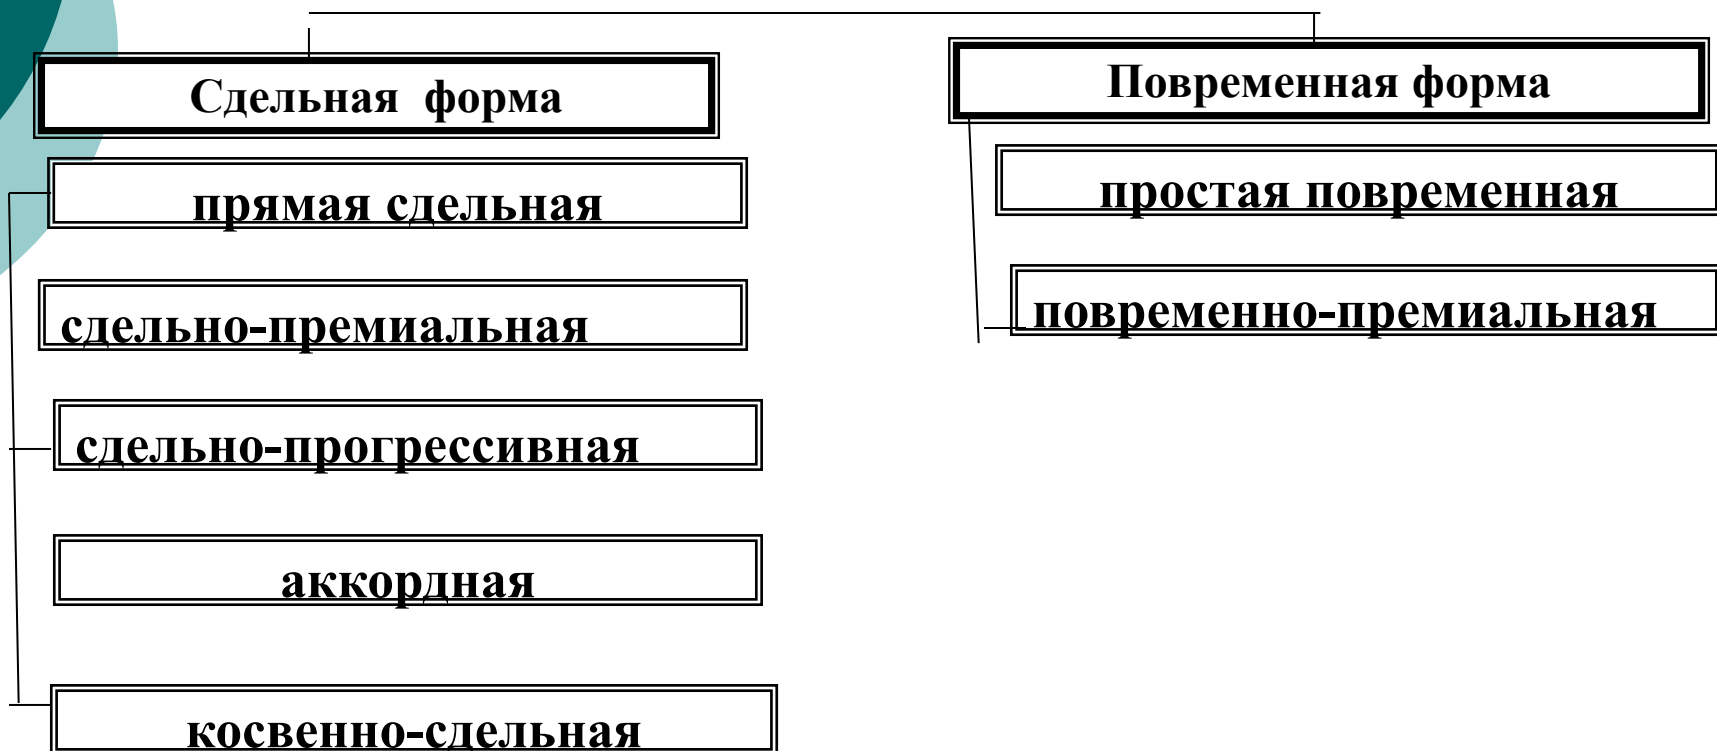 Сдельная форма
прямая сдельная
сдельно-премиальная
сдельно-прогрессивная
аккордная
косвенно-сдельная
Повременная форма
простая повременная
повременно-премиальная